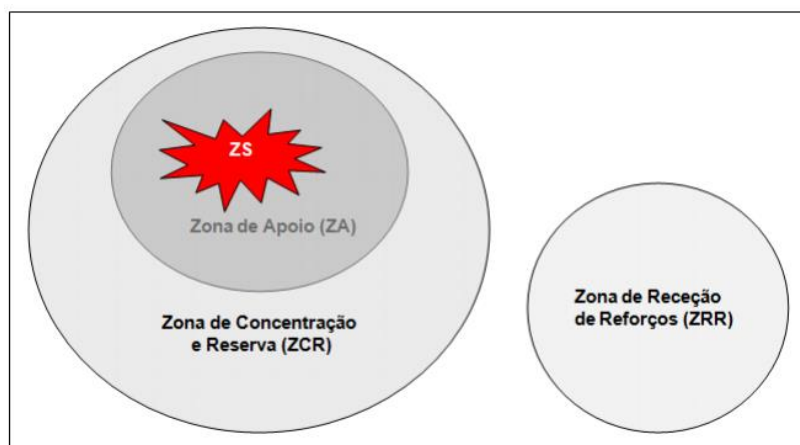 ZS
Zona de Apoio (ZA)
Zona de Concentração
e Reserva (ZCR)
Zona de Receção
de Reforços (ZRR)